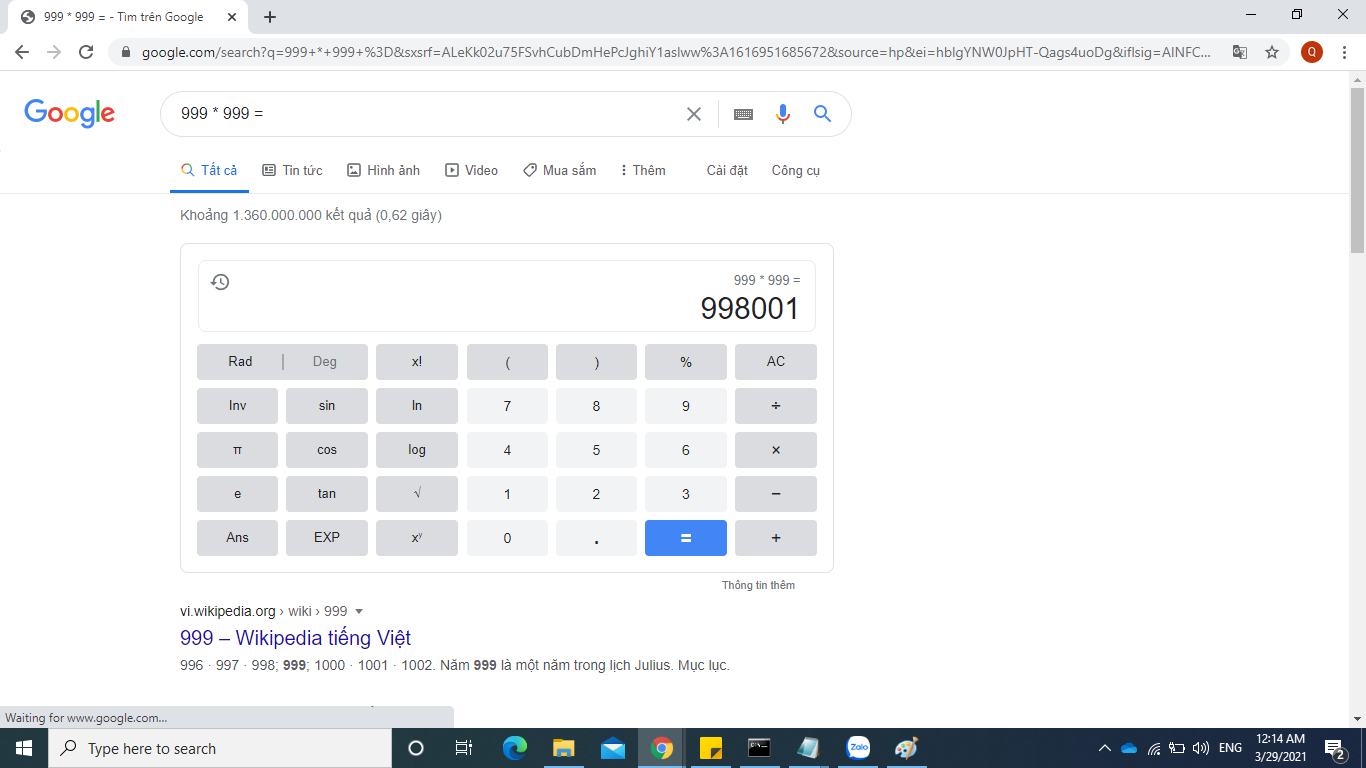 999 * 999 = - Tìm trên Google
google.com/search?q=999+*+999+%3D&sxsrf=ALeKk02u75FSvhCubDmHePcJghiY1aslww%3A1616951685672&source=hp&ei=hblgYNW0JpHT-Qags4uoDg&iflsig=AINFC...
Q
Google
999 * 999 =
Tất cả
Tin tức
Hình ảnh
Video
Mua sắm
Thêm
Cài đặt
Công cụ
Khoảng 1.360.000.000 kết quả (0,62 giây)
999 * 999 =
998001
Rad | Deg x! ( ) % AC
Inv sin ln 7 8 9 ÷
π cos log 4 5 6 ×
e tan √ 1 2 3 −
Ans EXP xʸ 0 . = +
Thông tin thêm
vi.wikipedia.org › wiki › 999
999 – Wikipedia tiếng Việt
996 · 997 · 998; 999; 1000 · 1001 · 1002. Năm 999 là một năm trong lịch Julius. Mục lục.
Waiting for www.google.com...
Type here to search
Zalo
ENG
12:14 AM
3/29/2021
2